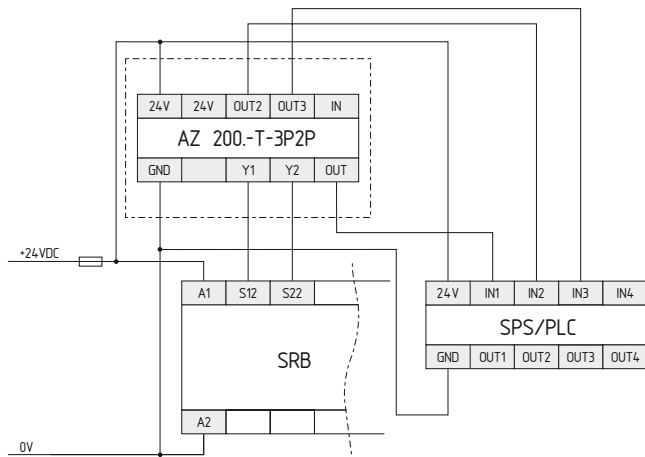 24V 24V OUT2 OUT3 IN
AZ 200.-T-3P2P
GND Y1 Y2 OUT
+24VDC
A1 S12 S22
24V IN1 IN2 IN3 IN4
SPS/PLC
SRB
GND OUT1 OUT2 OUT3 OUT4
A2
0V